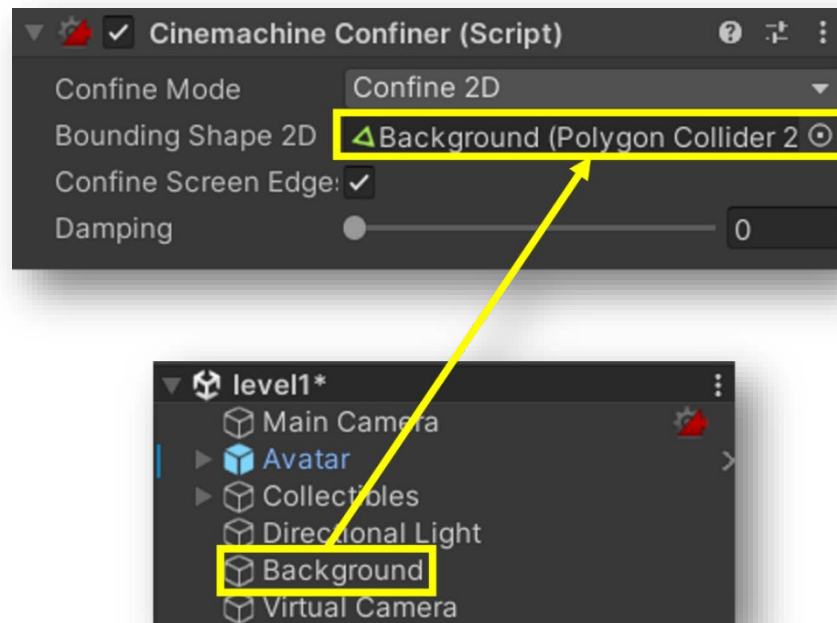 Cinemachine Confiner (Script)
Confine Mode Confine 2D
Bounding Shape 2D Background (Polygon Collider 2
Confine Screen Edge:
Damping 0
level1*
Main Camera
Avatar
Collectibles
Directional Light
Background
Virtual Camera